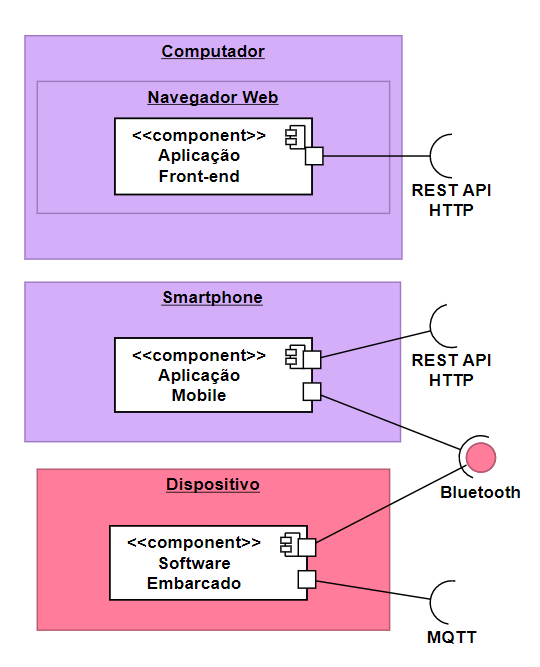 Computador
Navegador Web
<<component>>
Aplicação
Front-end
REST API
HTTP
Smartphone
<<component>>
Aplicação
Mobile
REST API
HTTP
Bluetooth
Dispositivo
<<component>>
Software
Embarcado
MQTT